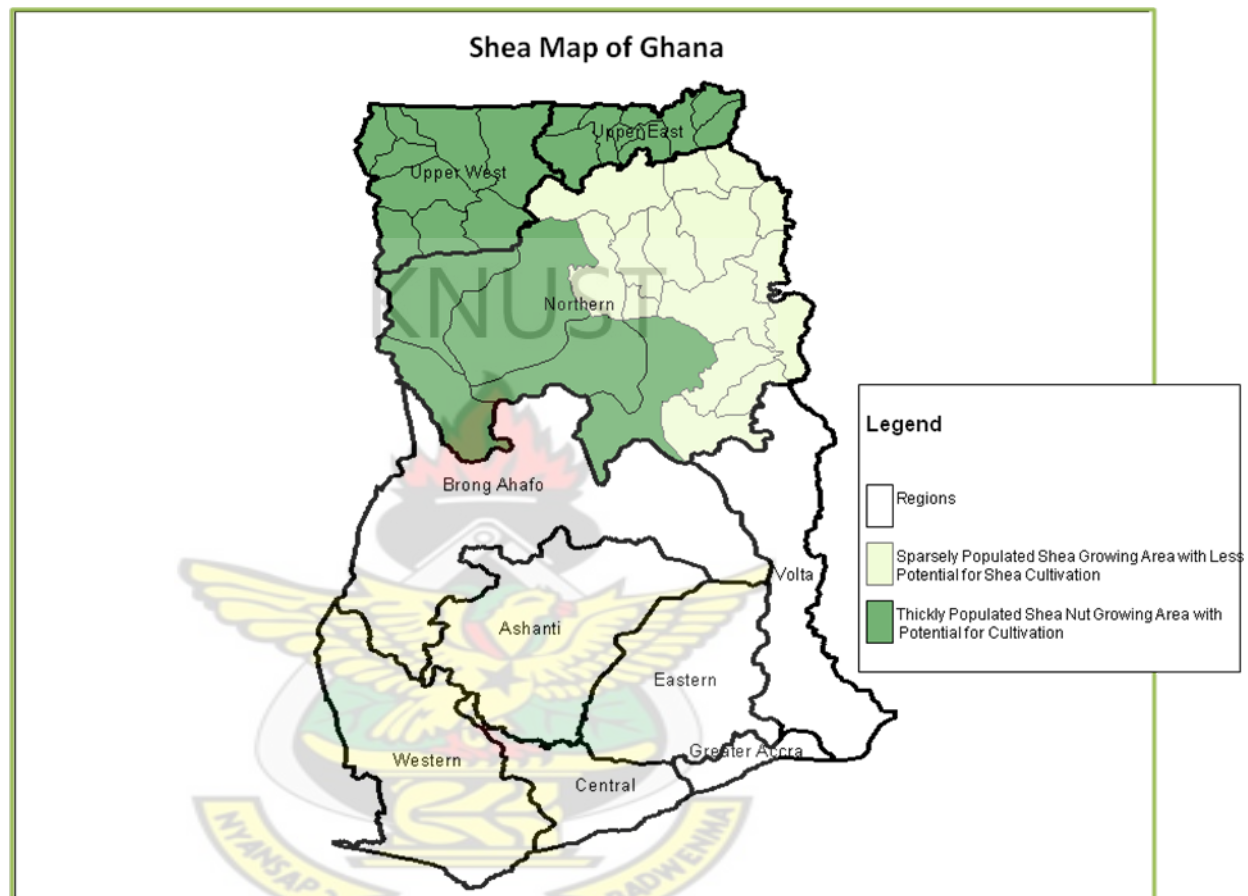 Shea Map of Ghana
Upper East
Upper West
KNUST
Northern
Legend
Regions
Brong Ahafo
Sparsely Populated Shea Growing Area with Less
Potential for Shea Cultivation
Volta
Thickly Populated Shea Nut Growing Area with
Potential for Cultivation
Ashanti
Eastern
Greater Accra
Western
Central